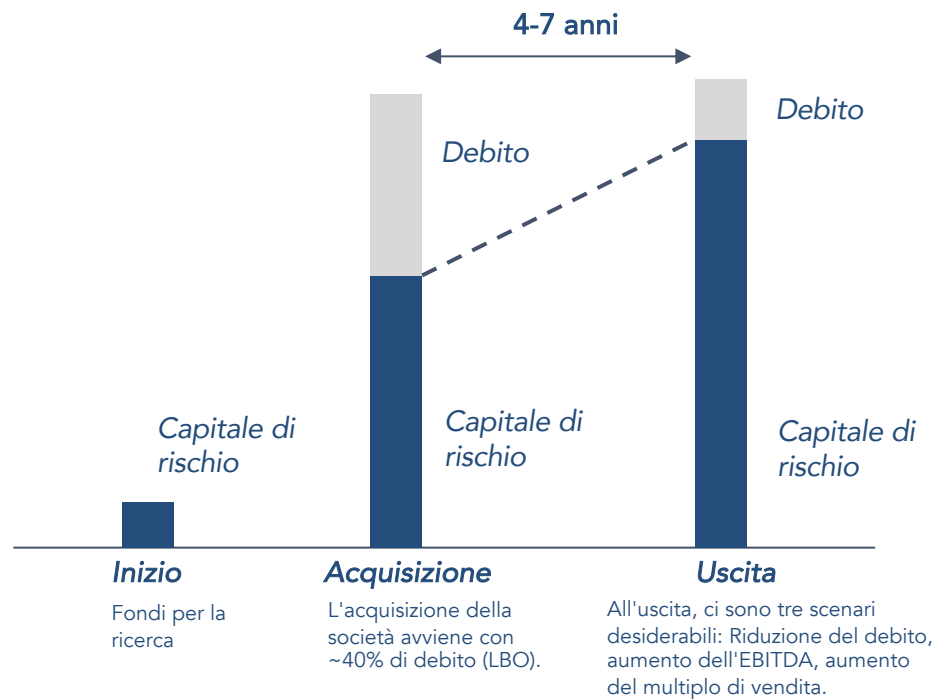 4-7 anni
Debito
Debito
Capitale di
rischio
Capitale di
rischio
Capitale di
rischio
Inizio
Fondi per la
ricerca
Acquisizione
L'acquisizione della
società avviene con
~40% di debito (LBO).
Uscita
All'uscita, ci sono tre scenari
desiderabili: Riduzione del debito,
aumento dell'EBITDA, aumento
del multiplo di vendita.